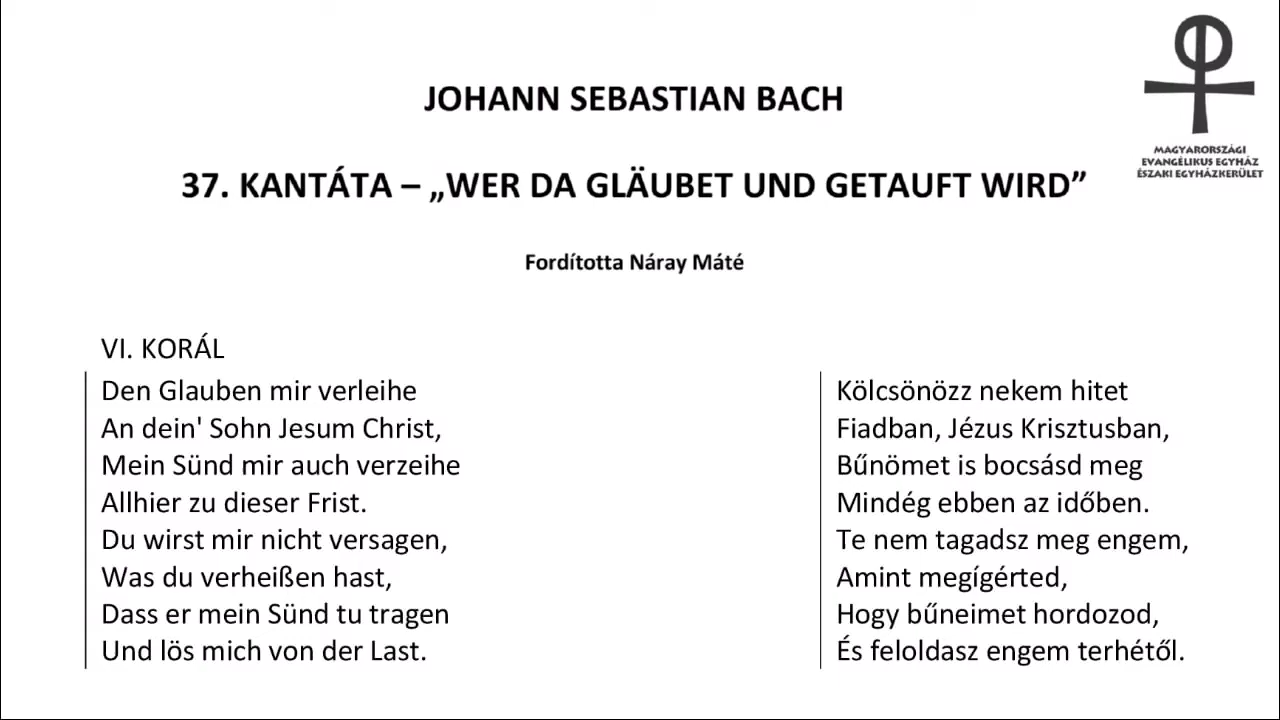 JOHANN SEBASTIAN BACH
MAGYARORSZÁGI
EVANGÉLIKUS EGYHÁZ
ÉSZAKI EGYHÁZKERÜLET
37. KANTÁTA – „WER DA GLÄUBET UND GETAUFT WIRD”
Fordította Náray Máté
VI. KORÁL
Den Glauben mir verleihe
An dein' Sohn Jesum Christ,
Mein Sünd mir auch verzeihe
Allhier zu dieser Frist.
Du wirst mir nicht versagen,
Was du verheißen hast,
Dass er mein Sünd tu tragen
Und lös mich von der Last.
Kölcsönözz nekem hitet
Fiadban, Jézus Krisztusban,
Bűnömet is bocsásd meg
Mindég ebben az időben.
Te nem tagadsz meg engem,
Amint megígérted,
Hogy bűneimet hordozod,
És feloldasz engem terhétől.